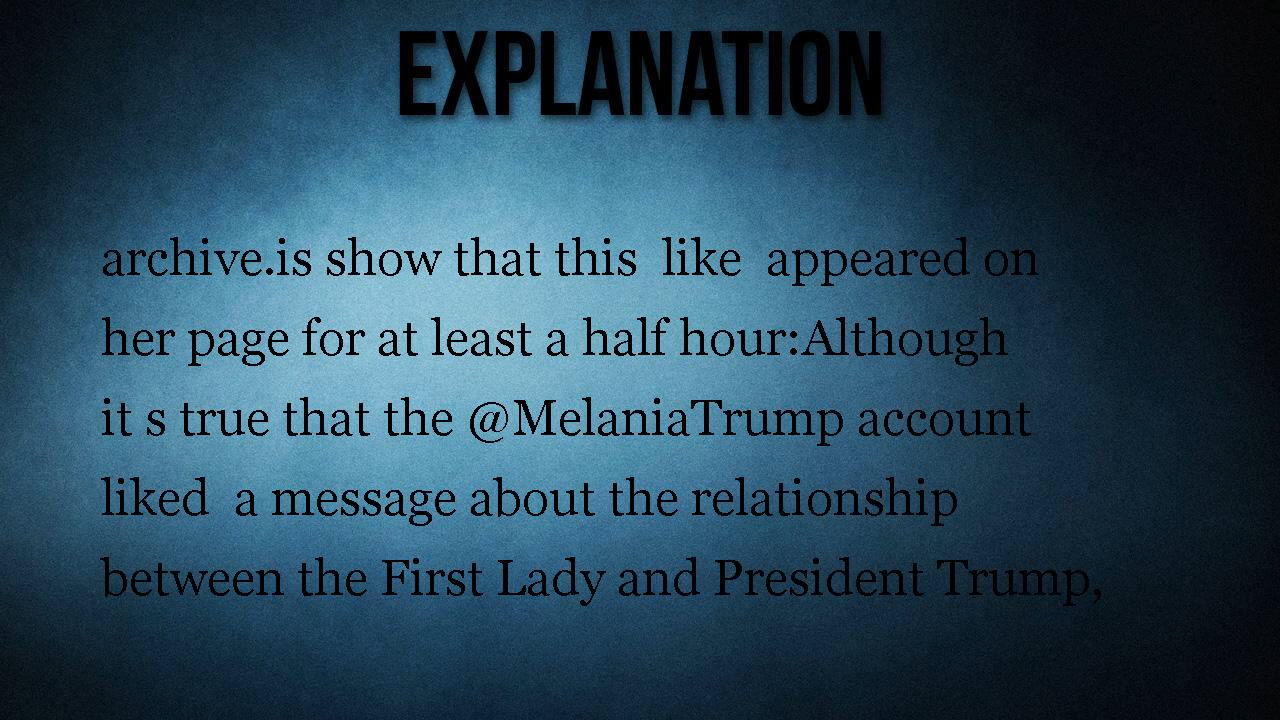 EXPLANATION
archive.is show that this  like  appeared on
her page for at least a half hour:Although
it s true that the @MelaniaTrump account
liked  a message about the relationship
between the First Lady and President Trump,